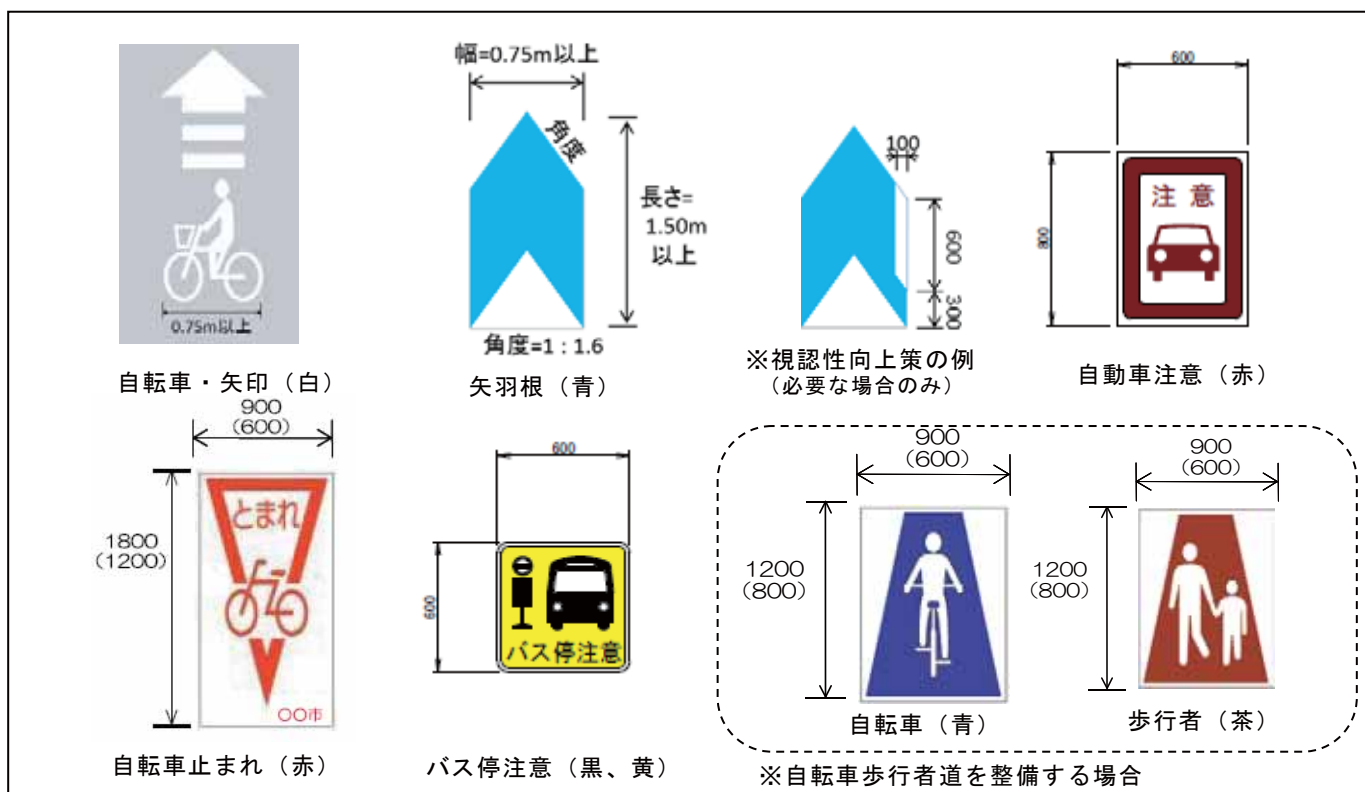 0.75m以上
自転車・矢印（白）
幅=0.75m以上
角度
長さ=
1.50m
以上
角度=1：1.6
矢羽根（青）
100
600
300
※視認性向上策の例
（必要な場合のみ）
600
800
注意
自動車注意（赤）
900
(600)
1800
(1200)
とまれ
〇〇市
自転車止まれ（赤）
600
600
バス停注意
バス停注意（黒、黄）
900
(600)
1200
(800)
自転車（青）
900
(600)
1200
(800)
歩行者（茶）
※自転車歩行者道を整備する場合